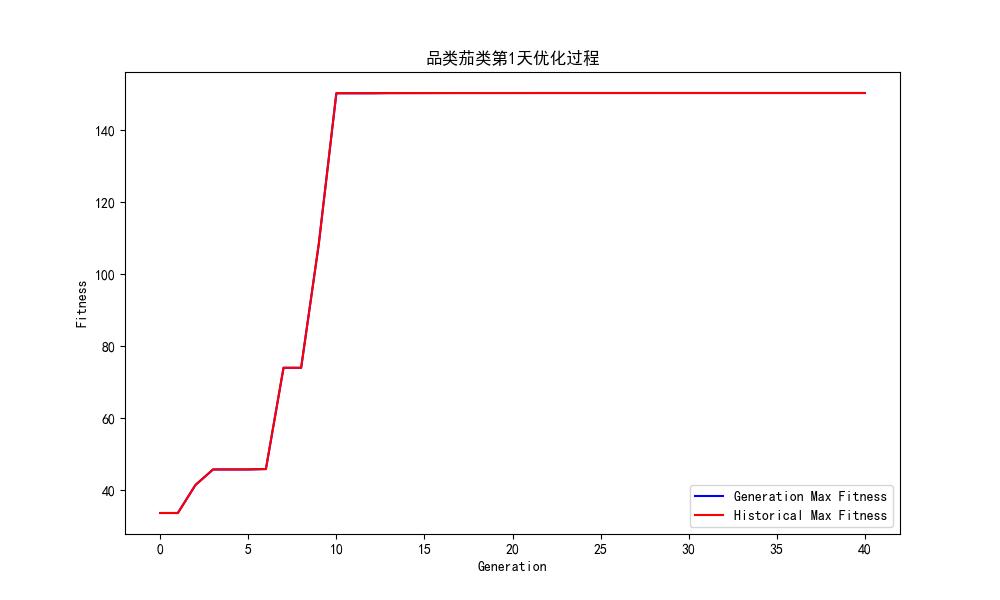 品类茄类第1天优化过程
Fitness
140
120
100
80
60
40
0 5 10 15 20 25 30 35 40
Generation
Generation Max Fitness
Historical Max Fitness